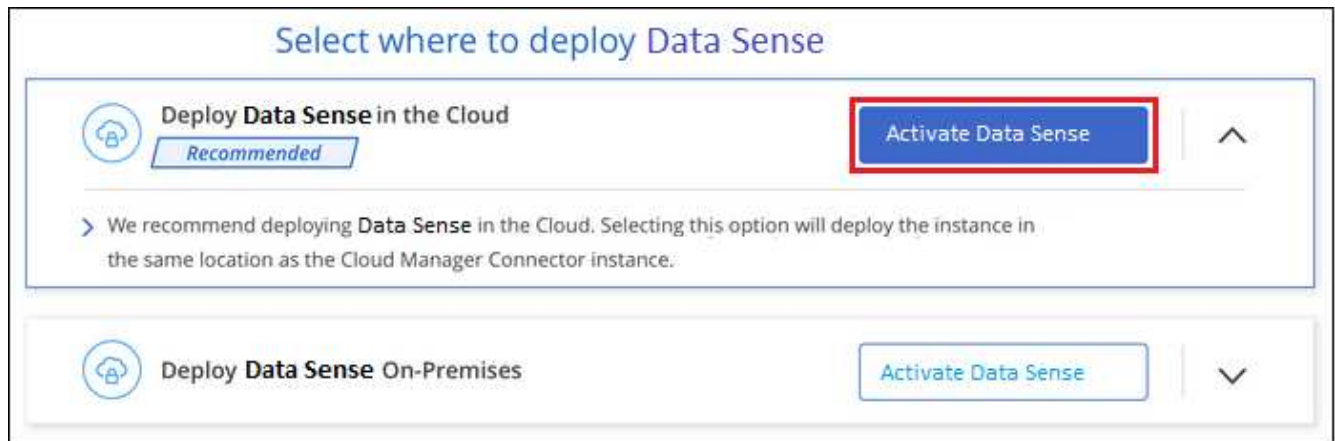 Select where to deploy Data Sense
Deploy Data Sense in the Cloud
Recommended
Activate Data Sense
We recommend deploying Data Sense in the Cloud. Selecting this option will deploy the instance in
the same location as the Cloud Manager Connector instance.
Deploy Data Sense On-Premises
Activate Data Sense